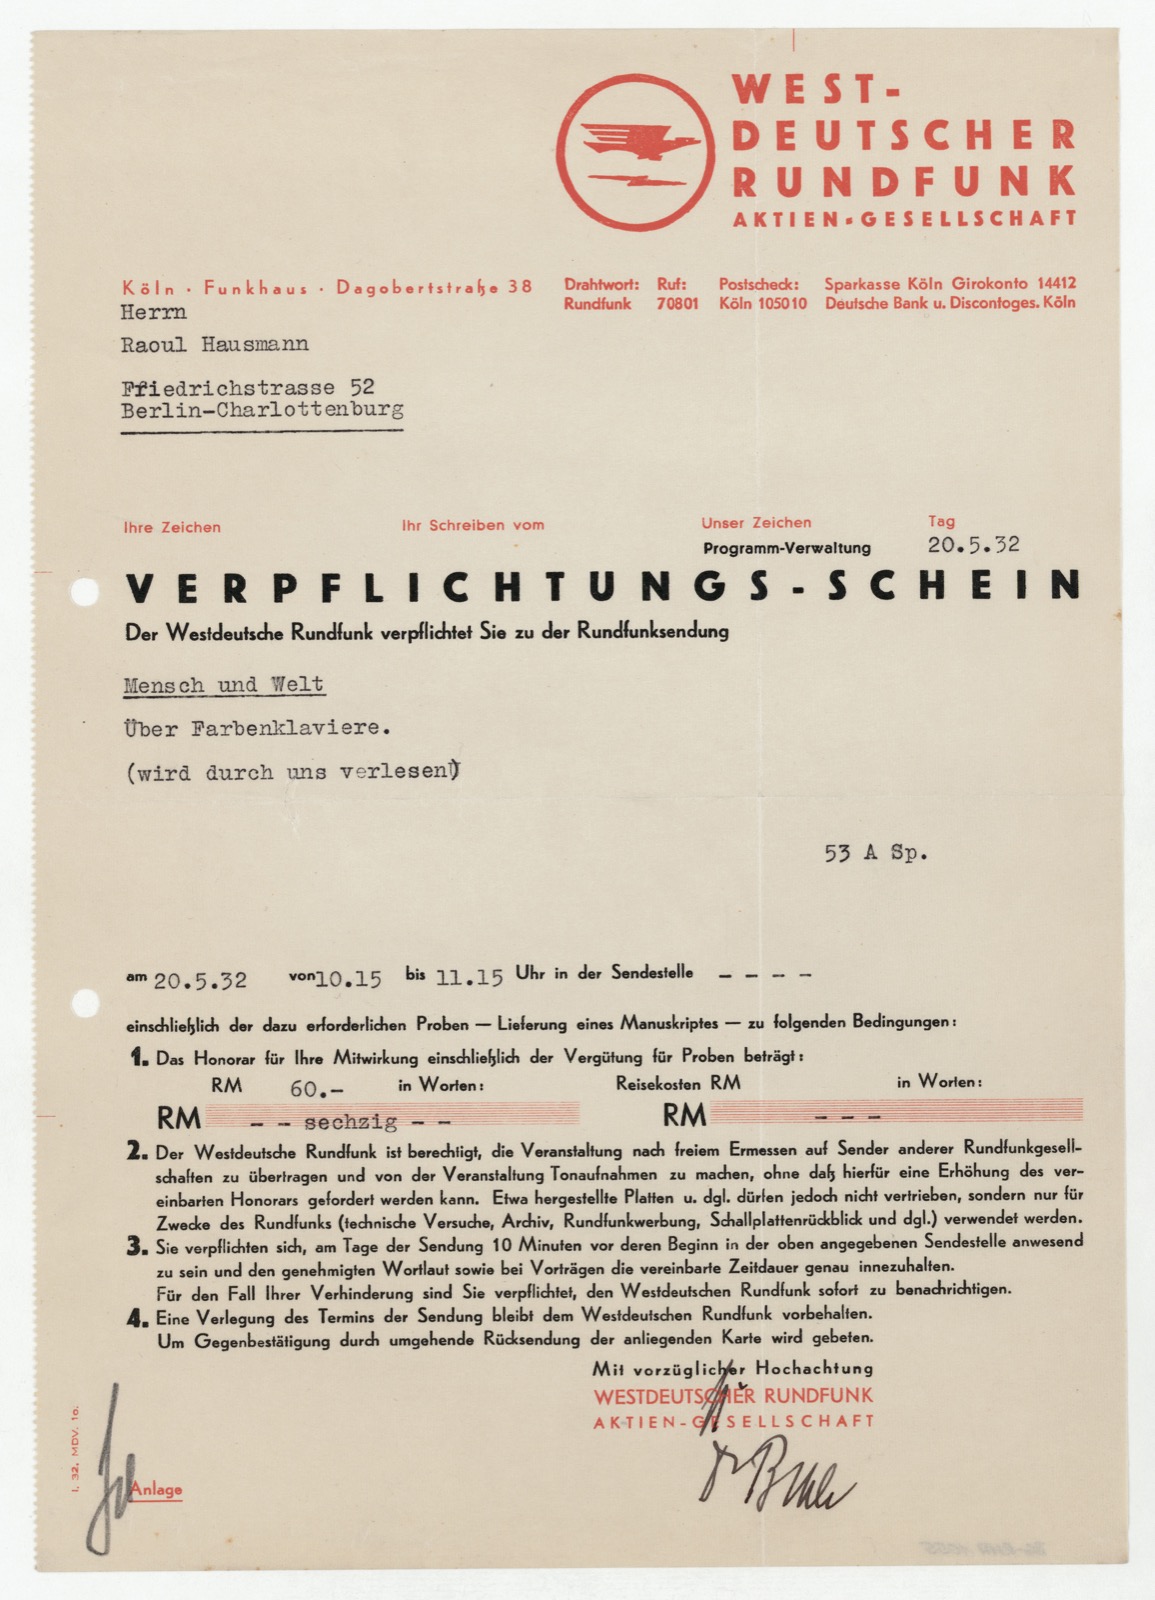 WEST-
DEUTSCHER
RUNDFUNK
AKTIEN-GESELLSCHAFT
Köln · Funkhaus · Dagobertstraße 38
Drahtwort: Ruf: Postscheck: Sparkasse Köln Girokonto 14412
Rundfunk 70801 Köln 105010 Deutsche Bank u. Discontoges. Köln
Herrn
Raoul Hausmann
Friedrichstrasse 52
Berlin-Charlottenburg
Ihre Zeichen Ihr Schreiben vom Unser Zeichen Tag
Programm-Verwaltung 20.5.32
VERPFLICHTUNGS-SCHEIN
Der Westdeutsche Rundfunk verpflichtet Sie zu der Rundfunksendung
Mensch und Welt
Über Farbenklaviere.
(wird durch uns verlesen)
53 A Sp.
am 20.5.32 von 10.15 bis 11.15 Uhr in der Sendestelle - - - -
einschließlich der dazu erforderlichen Proben — Lieferung eines Manuskriptes — zu folgenden Bedingungen:
1. Das Honorar für Ihre Mitwirkung einschließlich der Vergütung für Proben beträgt:
RM 60.- in Worten: Reisekosten RM in Worten:
RM - - sechzig - - RM - - -
2. Der Westdeutsche Rundfunk ist berechtigt, die Veranstaltung nach freiem Ermessen auf Sender anderer Rundfunkgesell-
schaften zu übertragen und von der Veranstaltung Tonaufnahmen zu machen, ohne daß hierfür eine Erhöhung des ver-
einbarten Honorars gefordert werden kann. Etwa hergestellte Platten u. dgl. dürfen jedoch nicht vertrieben, sondern nur für
Zwecke des Rundfunks (technische Versuche, Archiv, Rundfunkwerbung, Schallplattenrückblick und dgl.) verwendet werden.
3. Sie verpflichten sich, am Tage der Sendung 10 Minuten vor deren Beginn in der oben angegebenen Sendestelle anwesend
zu sein und den genehmigten Wortlaut sowie bei Vorträgen die vereinbarte Zeitdauer genau innezuhalten.
Für den Fall Ihrer Verhinderung sind Sie verpflichtet, den Westdeutschen Rundfunk sofort zu benachrichtigen.
4. Eine Verlegung des Termins der Sendung bleibt dem Westdeutschen Rundfunk vorbehalten.
Um Gegenbestätigung durch umgehende Rücksendung der anliegenden Karte wird gebeten.
Mit vorzüglicher Hochachtung
WESTDEUTSCHER RUNDFUNK
AKTIEN-GESELLSCHAFT
Anlage
I. 32. MDV. 10.